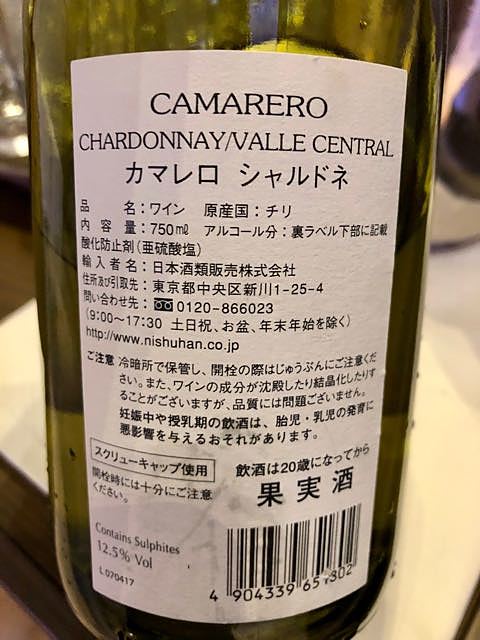 CAMARERO
CHARDONNAY/VALLE CENTRAL
カマレロ シャルドネ
品 名：ワイン 原産国：チリ
内 容 量：750㎖ アルコール分：裏ラベル下部に記載
酸化防止剤（亜硫酸塩）
輸 入 者 名：日本酒類販売株式会社
住所及び引取先：東京都中央区新川1-25-4
問い合わせ先：0120-866023
（9:00〜17:30 土日祝、お盆、年末年始を除く）
http://www.nishuhan.co.jp
ご注意 冷暗所で保管し、開栓の際はじゅうぶんにご注意くだ
さい。また、ワインの成分が沈殿したり結晶化したりする
ことがございますが、品質には問題ございません。
妊娠中や授乳期の飲酒は、胎児・乳児の発育に
悪影響を与えるおそれがあります。
スクリューキャップ使用
開栓時には十分にご注意
ください。
飲酒は20歳になってから
果実酒
Contains Sulphites
12.5% Vol
L 070417
4 904339 651802